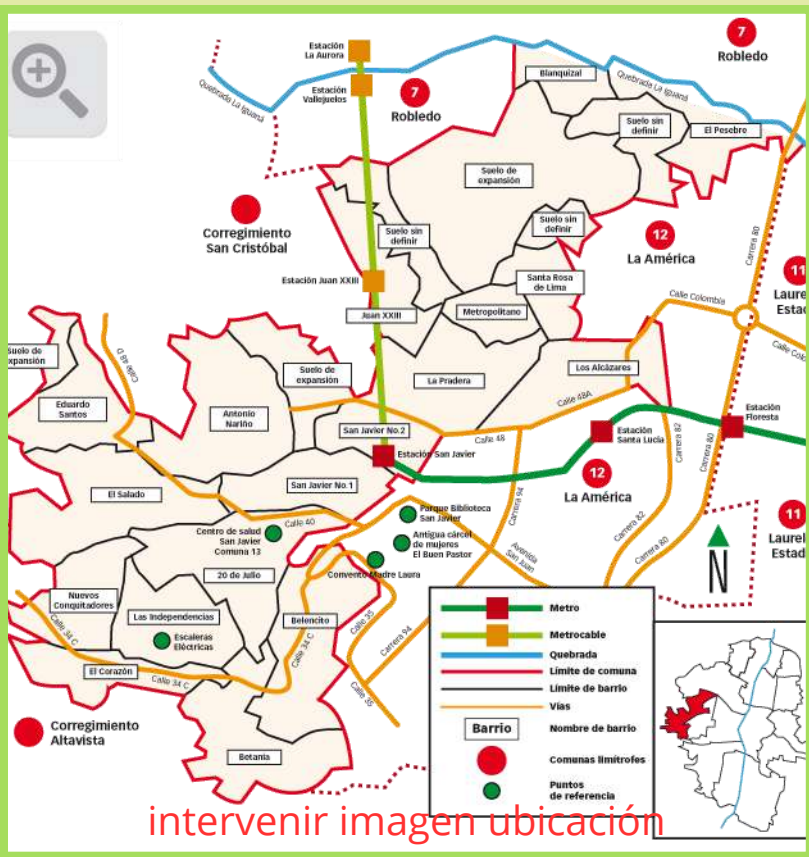 Estación
La Aurora
Estación
Vallejuelos
Quebrada La Iguaná
7
Robledo
Blanquizal
Quebrada La Iguaná
7
Robledo
Suelo sin
definir
El Pesebre
Suelo de
expansión
Corregimiento
San Cristóbal
Suelo sin
definir
Suelo sin
definir
12
La América
Carrera 80
11
Laure
Estac
Estación Juan XXIII
Santa Rosa
de Lima
Juan XXIII
Metropolitano
Calle Colombia
Calle Colo
Suelo de
expansión
Calle 48 D
Suelo de
expansión
La Pradera
Los Alcázares
Eduardo
Santos
Antonio
Nariño
Calle 48A
San Javier No.2
Calle 48
Estación
Floresta
Estación
Santa Lucía
Estación San Javier
Carrera 82
Carrera 80
12
La América
San Javier No.1
El Salado
Carrera 94
Parque Biblioteca
San Javier
Calle 40
Centro de salud
San Javier
Comuna 13
Antigua cárcel
de mujeres
El Buen Pastor
Avenida
San Juan
Carrera 82
Carrera 80
11
Laurel
Estad
N
Convento Madre Laura
20 de Julio
Nuevos
Conquitadores
Las Independencias
Belencito
Calle 35
Carrera 94
Calle 34 C
Escaleras
Eléctricas
Calle 34 C
El Corazón
Calle 34 C
Calle 35
Corregimiento
Altavista
Betania
Metro
Metrocable
Quebrada
Límite de comuna
Límite de barrio
Vías
Barrio
Nombre de barrio
Comunas limítrofes
Puntos
de referencia
intervenir imagen ubicación